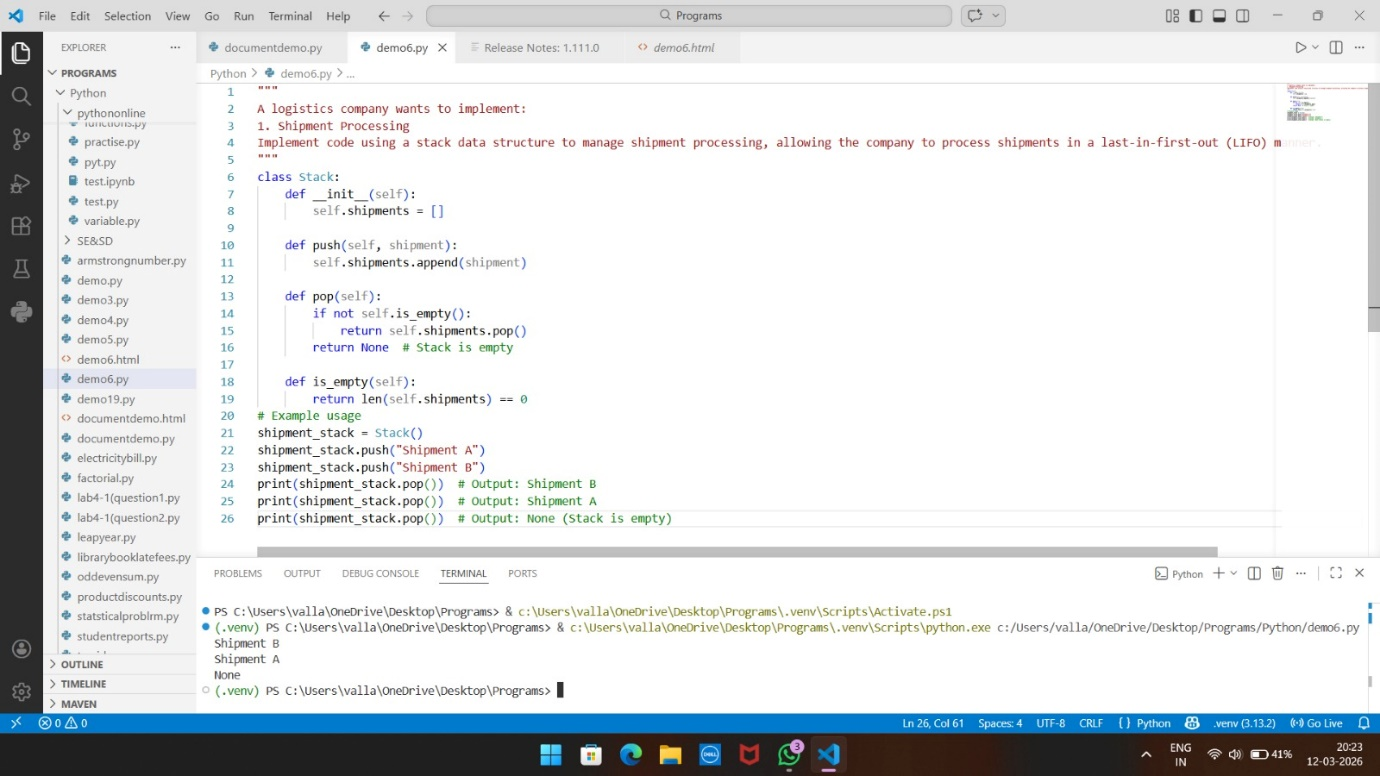 File Edit Selection View Go Run Terminal Help
Programs
EXPLORER
PROGRAMS
Python
pythononline
functions.py
practise.py
pyt.py
test.ipynb
test.py
variable.py
SE&SD
armstrongnumber.py
demo.py
demo3.py
demo4.py
demo5.py
demo6.html
demo6.py
demo19.py
documentdemo.html
documentdemo.py
electricitybill.py
factorial.py
lab4-1(question1.py
lab4-1(question2.py
leapyear.py
librarybooklatefees.py
oddevensum.py
productdiscounts.py
statsticalproblrm.py
studentreports.py
OUTLINE
TIMELINE
MAVEN
documentdemo.py demo6.py Release Notes: 1.111.0 demo6.html
Python > demo6.py > ...
1 """
2 A logistics company wants to implement:
3 1. Shipment Processing
4 Implement code using a stack data structure to manage shipment processing, allowing the company to process shipments in a last-in-first-out (LIFO) manner.
5 """
6 class Stack:
7 def __init__(self):
8 self.shipments = []
9
10 def push(self, shipment):
11 self.shipments.append(shipment)
12
13 def pop(self):
14 if not self.is_empty():
15 return self.shipments.pop()
16 return None # Stack is empty
17
18 def is_empty(self):
19 return len(self.shipments) == 0
20 # Example usage
21 shipment_stack = Stack()
22 shipment_stack.push("Shipment A")
23 shipment_stack.push("Shipment B")
24 print(shipment_stack.pop()) # Output: Shipment B
25 print(shipment_stack.pop()) # Output: Shipment A
26 print(shipment_stack.pop()) # Output: None (Stack is empty)
PROBLEMS OUTPUT DEBUG CONSOLE TERMINAL PORTS
Python
PS C:\Users\valla\OneDrive\Desktop\Programs> & c:\Users\valla\OneDrive\Desktop\Programs\.venv\Scripts\Activate.ps1
(.venv) PS C:\Users\valla\OneDrive\Desktop\Programs> & c:\Users\valla\OneDrive\Desktop\Programs\.venv\Scripts\python.exe c:/Users/valla/OneDrive/Desktop/Programs/Python/demo6.py
Shipment B
Shipment A
None
(.venv) PS C:\Users\valla\OneDrive\Desktop\Programs>
0 0
Ln 26, Col 61 Spaces: 4 UTF-8 CRLF {} Python .venv (3.13.2) Go Live
DELL
3
ENG
IN
41%
20:23
12-03-2026